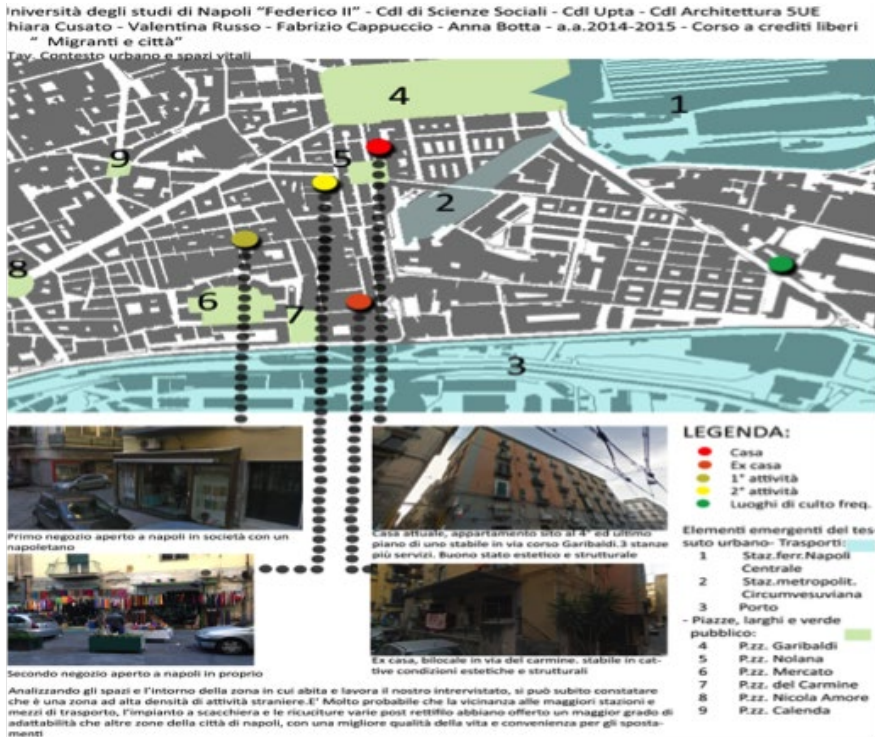 Jniversità degli studi di Napoli "Federico II" - Cdl di Scienze Sociali - Cdl Upta - Cdl Architettura SUE
hiara Cusato - Valentina Russo - Fabrizio Cappuccio - Anna Botta - a.a.2014-2015 - Corso a crediti liberi
" Migranti e città"
Tav. Contesto urbano e spazi vitali
4
1
9
5
2
8
6
7
3
Primo negozio aperto a napoli in società con un
napoletano
Casa attuale, appartamento sito al 4° ed ultimo
piano di uno stabile in via corso Garibaldi.3 stanze
più servizi. Buono stato estetico e strutturale
Secondo negozio aperto a napoli in proprio
Ex casa, bilocale in via del carmine. stabile in cat-
tive condizioni estetiche e strutturali
Analizzando gli spazi e l'intorno della zona in cui abita e lavora il nostro intrervistato, si può subito constatare
che è una zona ad alta densità di attività straniere.E' Molto probabile che la vicinanza alle maggiori stazioni e
mezzi di trasporto, l'impianto a scacchiera e le ricuciture varie post rettifilo abbiano offerto un maggior grado di
adattabilità che altre zone della città di napoli, con una migliore qualità della vita e convenienza per gli sposta-
menti
LEGENDA:
Casa
Ex casa
1° attività
2° attività
Luoghi di culto freq.
Elementi emergenti del tes-
suto urbano- Trasporti:
1 Staz.ferr.Napoli
Centrale
2 Staz.metropolit.
Circumvesuviana
3 Porto
- Piazze, larghi e verde
pubblico:
4 P.zz. Garibaldi
5 P.zz. Nolana
6 P.zz. Mercato
7 P.zz. del Carmine
8 P.zz. Nicola Amore
9 P.zz. Calenda